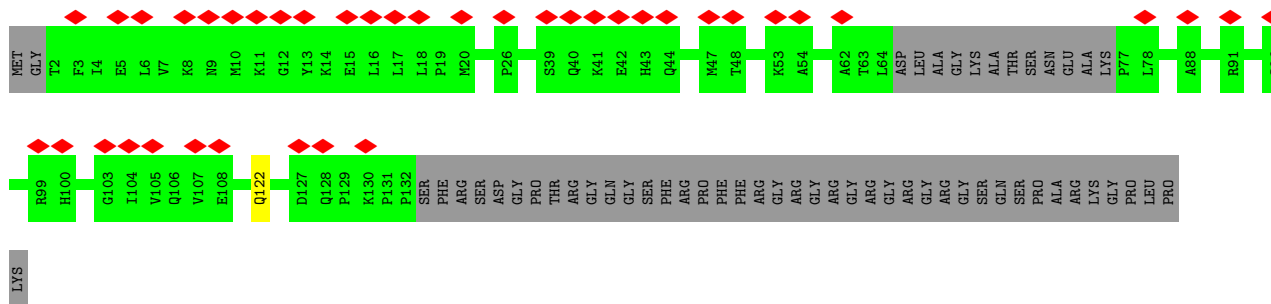 MET GLY T2 F3 I4 E5 L6 V7 K8 N9 M10 K11 G12 Y13 K14 E15 L16 L17 L18 P19 M20 P26 S39 Q40 K41 E42 H43 Q44 M47 T48 K53 A54 A62 T63 L64 ASP LEU ALA GLY LYS ALA THR SER ASN GLU ALA LYS P77 L78 A88 R91
R99 H100 G103 I104 V105 Q106 V107 E108 Q122 D127 Q128 P129 K130 P131 P132 SER PHE ARG SER ASP GLY PRO THR ARG GLY GLN GLY SER PHE ARG PRO PHE PHE ARG GLY ARG GLY ARG GLY ARG GLY ARG GLY ARG GLY SER GLN SER PRO ALA ARG LYS GLY PRO LEU PRO
LYS